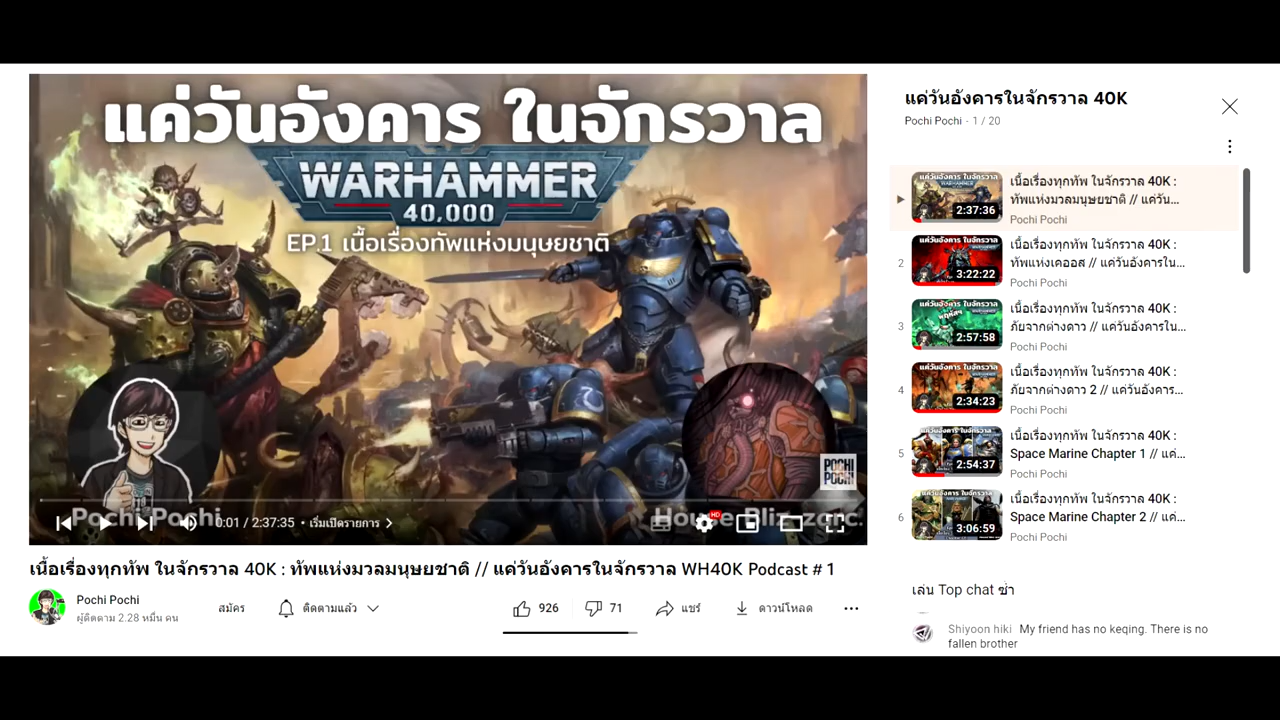 แค่วันอังคาร ในจักรวาล
WARHAMMER
40,000
EP.1 เนื้อเรื่องทัพแห่งมนุษยชาติ
POCHI
POCHI
Pochi Pochi
0:01 / 2:37:35 • เริ่มเปิดรายการ
HD
เนื้อเรื่องทุกทัพ ในจักรวาล 40K : ทัพแห่งมวลมนุษยชาติ // แค่วันอังคารในจักรวาล WH40K Podcast # 1
Pochi Pochi
ผู้ติดตาม 2.28 หมื่น คน
สมัคร
ติดตามแล้ว
926
71
แชร์
ดาวน์โหลด
แค่วันอังคารในจักรวาล 40K
Pochi Pochi - 1 / 20
2:37:36
เนื้อเรื่องทุกทัพ ในจักรวาล 40K :
ทัพแห่งมวลมนุษยชาติ // แค่วัน...
Pochi Pochi
2
3:22:22
เนื้อเรื่องทุกทัพ ในจักรวาล 40K :
ทัพแห่งเคออส // แค่วันอังคารใน...
Pochi Pochi
3
2:57:58
เนื้อเรื่องทุกทัพ ในจักรวาล 40K :
ภัยจากต่างดาว // แค่วันอังคารใน...
Pochi Pochi
4
2:34:23
เนื้อเรื่องทุกทัพ ในจักรวาล 40K :
ภัยจากต่างดาว 2 // แค่วันอังคาร...
Pochi Pochi
5
2:54:37
เนื้อเรื่องทุกทัพ ในจักรวาล 40K :
Space Marine Chapter 1 // แค่...
Pochi Pochi
6
3:06:59
เนื้อเรื่องทุกทัพ ในจักรวาล 40K :
Space Marine Chapter 2 // แค่...
Pochi Pochi
เล่น Top chat ซ้ำ
Shiyoon hiki My friend has no keqing. There is no
fallen brother